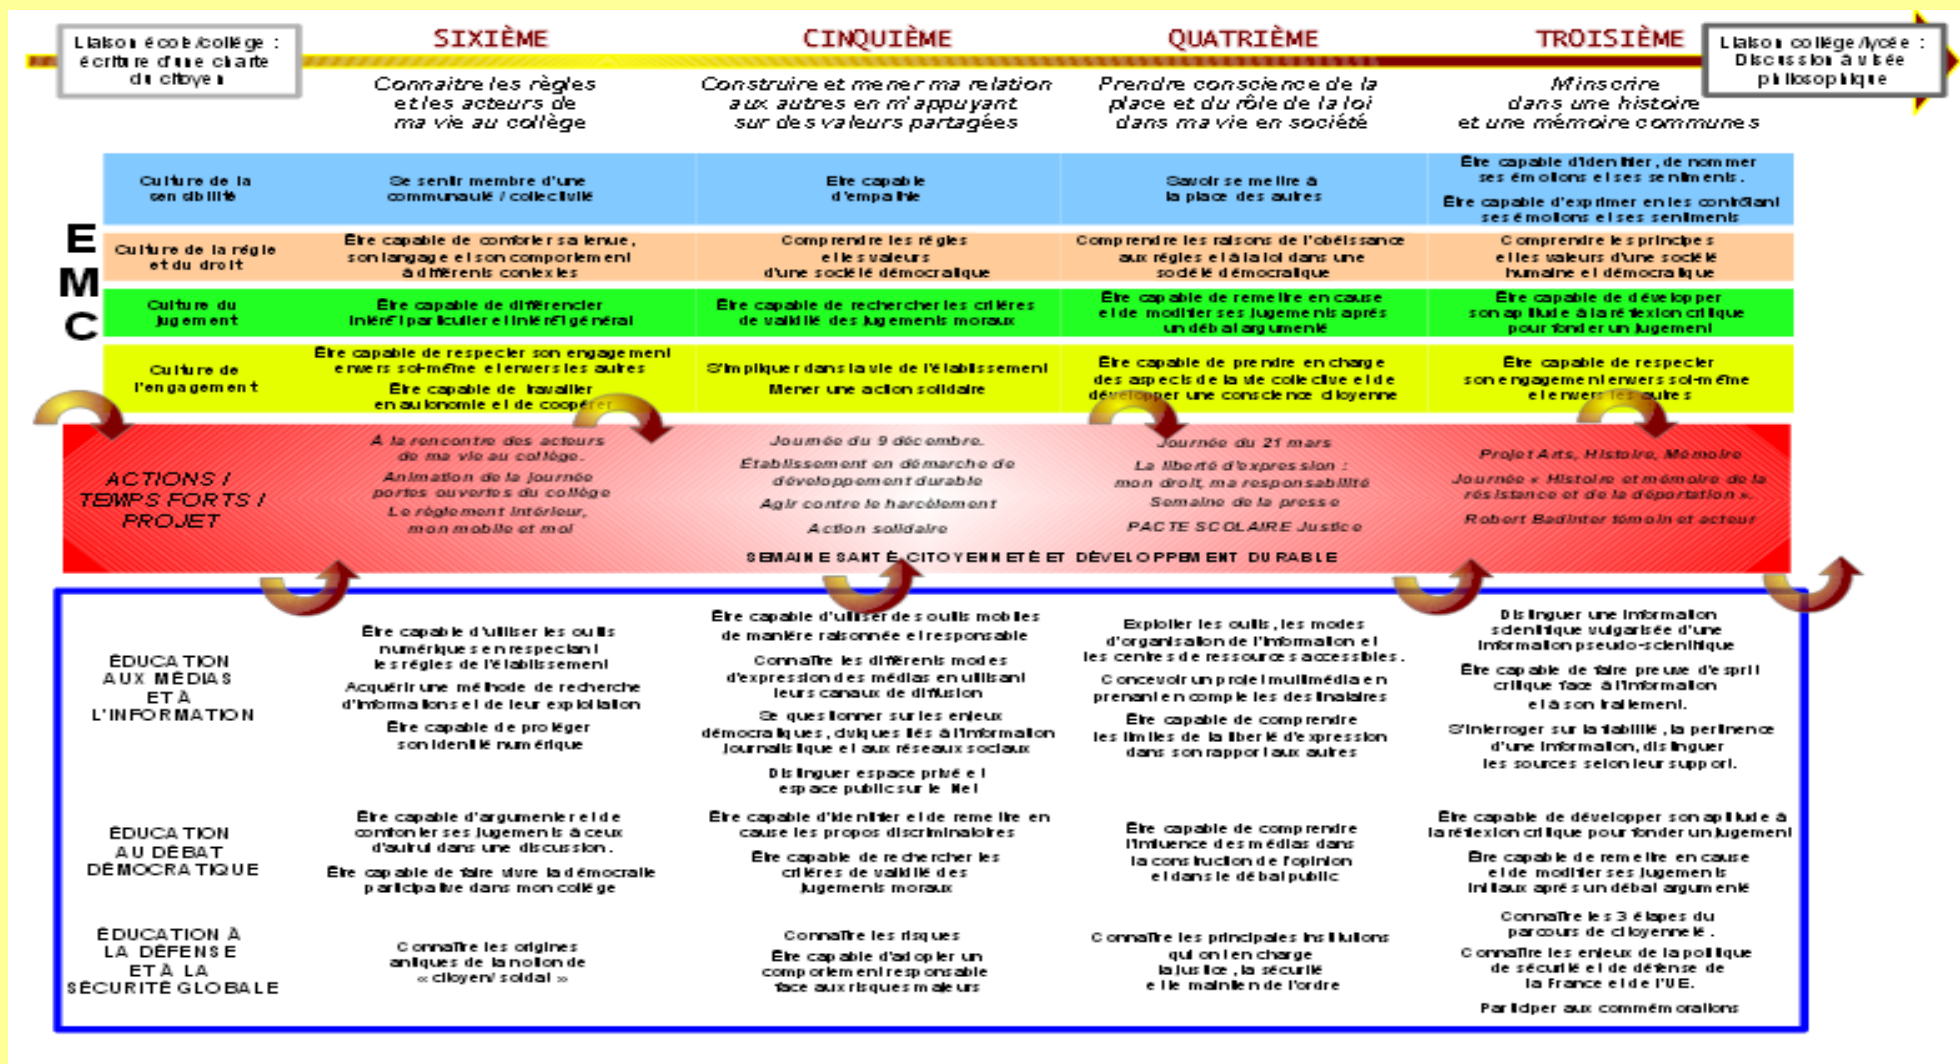 Liaison école/collège :
écriture d'une charte
du citoyen
SIXIÈME
CINQUIÈME
QUATRIÈME
TROISIÈME
Liaison collège/lycée :
Discussion à visée
philosophique
Connaitre les règles
et les acteurs de
ma vie au collège
Construire et mener ma relation
aux autres en m'appuyant
sur des valeurs partagées
Prendre conscience de la
place et du rôle de la loi
dans ma vie en société
M'inscrire
dans une histoire
et une mémoire communes
E
M
C
Culture de la
sensibilité
Se sentir membre d'une
communauté / collectivité
Etre capable
d'empathie
Savoir se mettre à
la place des autres
Être capable d'identifier, de nommer
ses émotions et ses sentiments.
Être capable d'exprimer en les contrôlant
ses émotions et ses sentiments
Culture de la règle
et du droit
Être capable de conforter sa tenue,
son langage et son comportement
à différents contextes
Comprendre les règles
et les valeurs
d'une société démocratique
Comprendre les raisons de l'obéissance
aux règles et à la loi dans une
société démocratique
Comprendre les principes
et les valeurs d'une société
humaine et démocratique
Culture du
jugement
Être capable de différencier
intérêt particulier et intérêt général
Être capable de rechercher les critères
de validité des jugements moraux
Être capable de remettre en cause
et de modifier ses jugements après
un débat argumenté
Être capable de développer
son aptitude à la réflexion critique
pour fonder un jugement
Culture de
l'engagement
Être capable de respecter son engagement
envers soi-même et envers les autres
Être capable de travailler
en autonomie et de coopérer
S'impliquer dans la vie de l'établissement
Mener une action solidaire
Être capable de prendre en charge
des aspects de la vie collective et de
développer une conscience citoyenne
Être capable de respecter
son engagement envers soi-même
et envers les autres
ACTIONS /
TEMPS FORTS /
PROJET
À la rencontre des acteurs
de ma vie au collège.
Animation de la journée
portes ouvertes du collège
Le règlement intérieur,
mon mobile et moi
Journée du 9 décembre.
Établissement en démarche de
développement durable
Agir contre le harcèlement
Action solidaire
Journée du 21 mars
La liberté d'expression :
mon droit, ma responsabilité
Semaine de la presse
PACTE SCOLAIRE Justice
Projet Arts, Histoire, Mémoire
Journée « Histoire et mémoire de la
résistance et de la déportation ».
Robert Badinter témoin et acteur
SEMAINE SANTÉ-CITOYENNETÉ ET DÉVELOPPEMENT DURABLE
ÉDUCATION
AUX MÉDIAS
ET À
L'INFORMATION
Être capable d'utiliser les outils
numériques en respectant
les règles de l'établissement
Acquérir une méthode de recherche
d'informations et de leur exploitation
Être capable de protéger
son identité numérique
Être capable d'utiliser des outils mobiles
de manière raisonnée et responsable
Connaître les différents modes
d'expression des médias en utilisant
leurs canaux de diffusion
Se questionner sur les enjeux
démocratiques, civiques liés à l'information
journalistique et aux réseaux sociaux
Distinguer espace privé et
espace public sur le Net
Exploiter les outils, les modes
d'organisation de l'information et
les centres de ressources accessibles.
Concevoir un projet multimédia en
prenant en compte les destinataires
Être capable de comprendre
les limites de la liberté d'expression
dans son rapport aux autres
Distinguer une information
scientifique vulgarisée d'une
information pseudo-scientifique
Être capable de faire preuve d'esprit
critique face à l'information
et à son traitement.
S'interroger sur la fiabilité, la pertinence
d'une information, distinguer
les sources selon leur support.
ÉDUCATION
AU DÉBAT
DÉMOCRATIQUE
Être capable d'argumenter et de
confronter ses jugements à ceux
d'autrui dans une discussion.
Être capable de faire vivre la démocratie
participative dans mon collège
Être capable d'identifier et de remettre en
cause les propos discriminatoires
Être capable de rechercher les
critères de validité des
jugements moraux
Être capable de comprendre
l'influence des médias dans
la construction de l'opinion
et dans le débat public
Être capable de développer son aptitude à
la réflexion critique pour fonder un jugement
Être capable de remettre en cause
et de modifier ses jugements
initiaux après un débat argumenté
ÉDUCATION À
LA DÉFENSE
ET À LA
SÉCURITÉ GLOBALE
Connaître les origines
antiques de la notion de
« citoyen/ soldat »
Connaître les risques
Être capable d'adopter un
comportement responsable
face aux risques majeurs
Connaître les principales institutions
qui ont en charge
la justice, la sécurité
et le maintien de l'ordre
Connaître les 3 étapes du
parcours de citoyenneté.
Connaître les enjeux de la politique
de sécurité et de défense de
la France et de l'UE.
Participer aux commémorations